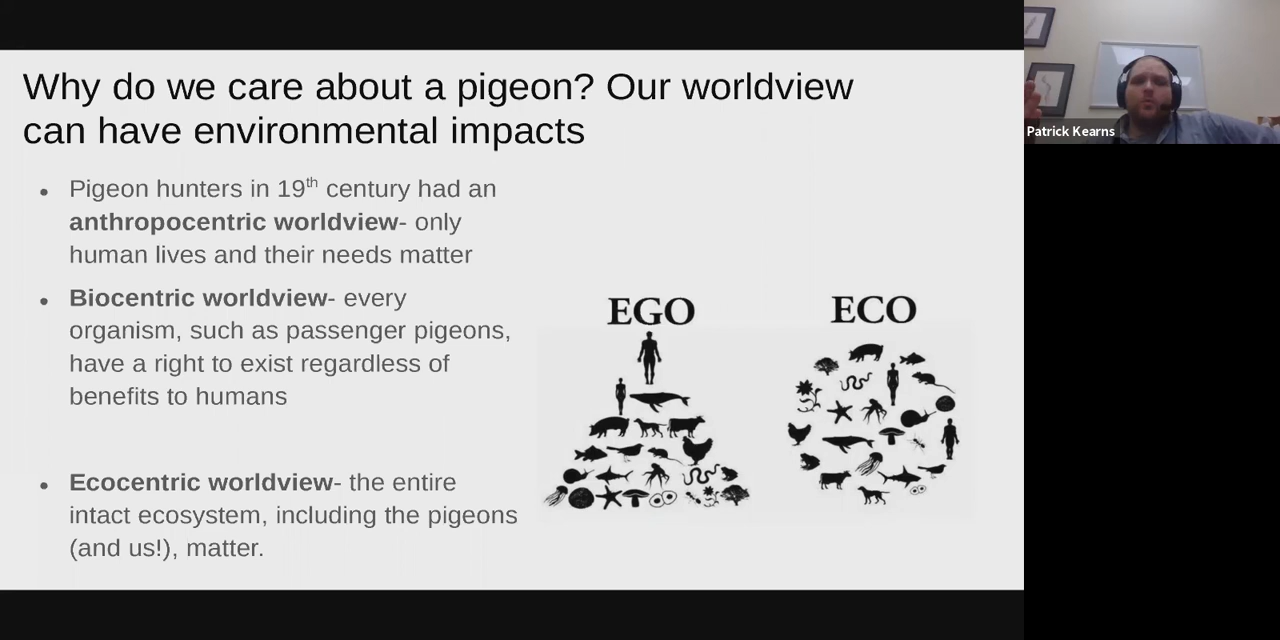 Why do we care about a pigeon? Our worldview
can have environmental impacts
• Pigeon hunters in 19th century had an
anthropocentric worldview- only
human lives and their needs matter
• Biocentric worldview- every
organism, such as passenger pigeons,
have a right to exist regardless of
benefits to humans
• Ecocentric worldview- the entire
intact ecosystem, including the pigeons
(and us!), matter.
EGO
ECO
Patrick Kearns